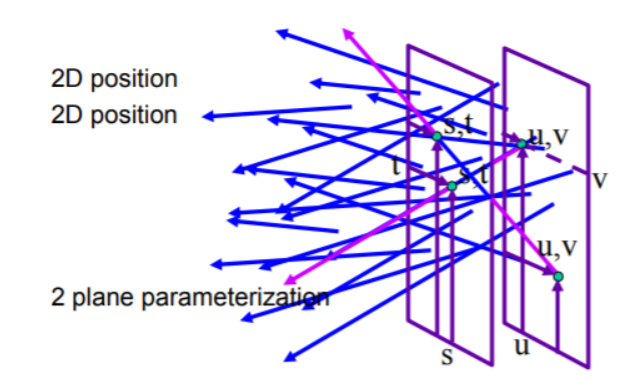 2D position
2D position
s,t
u,v
t
s,t
v
u,v
2 plane parameterization
s
u